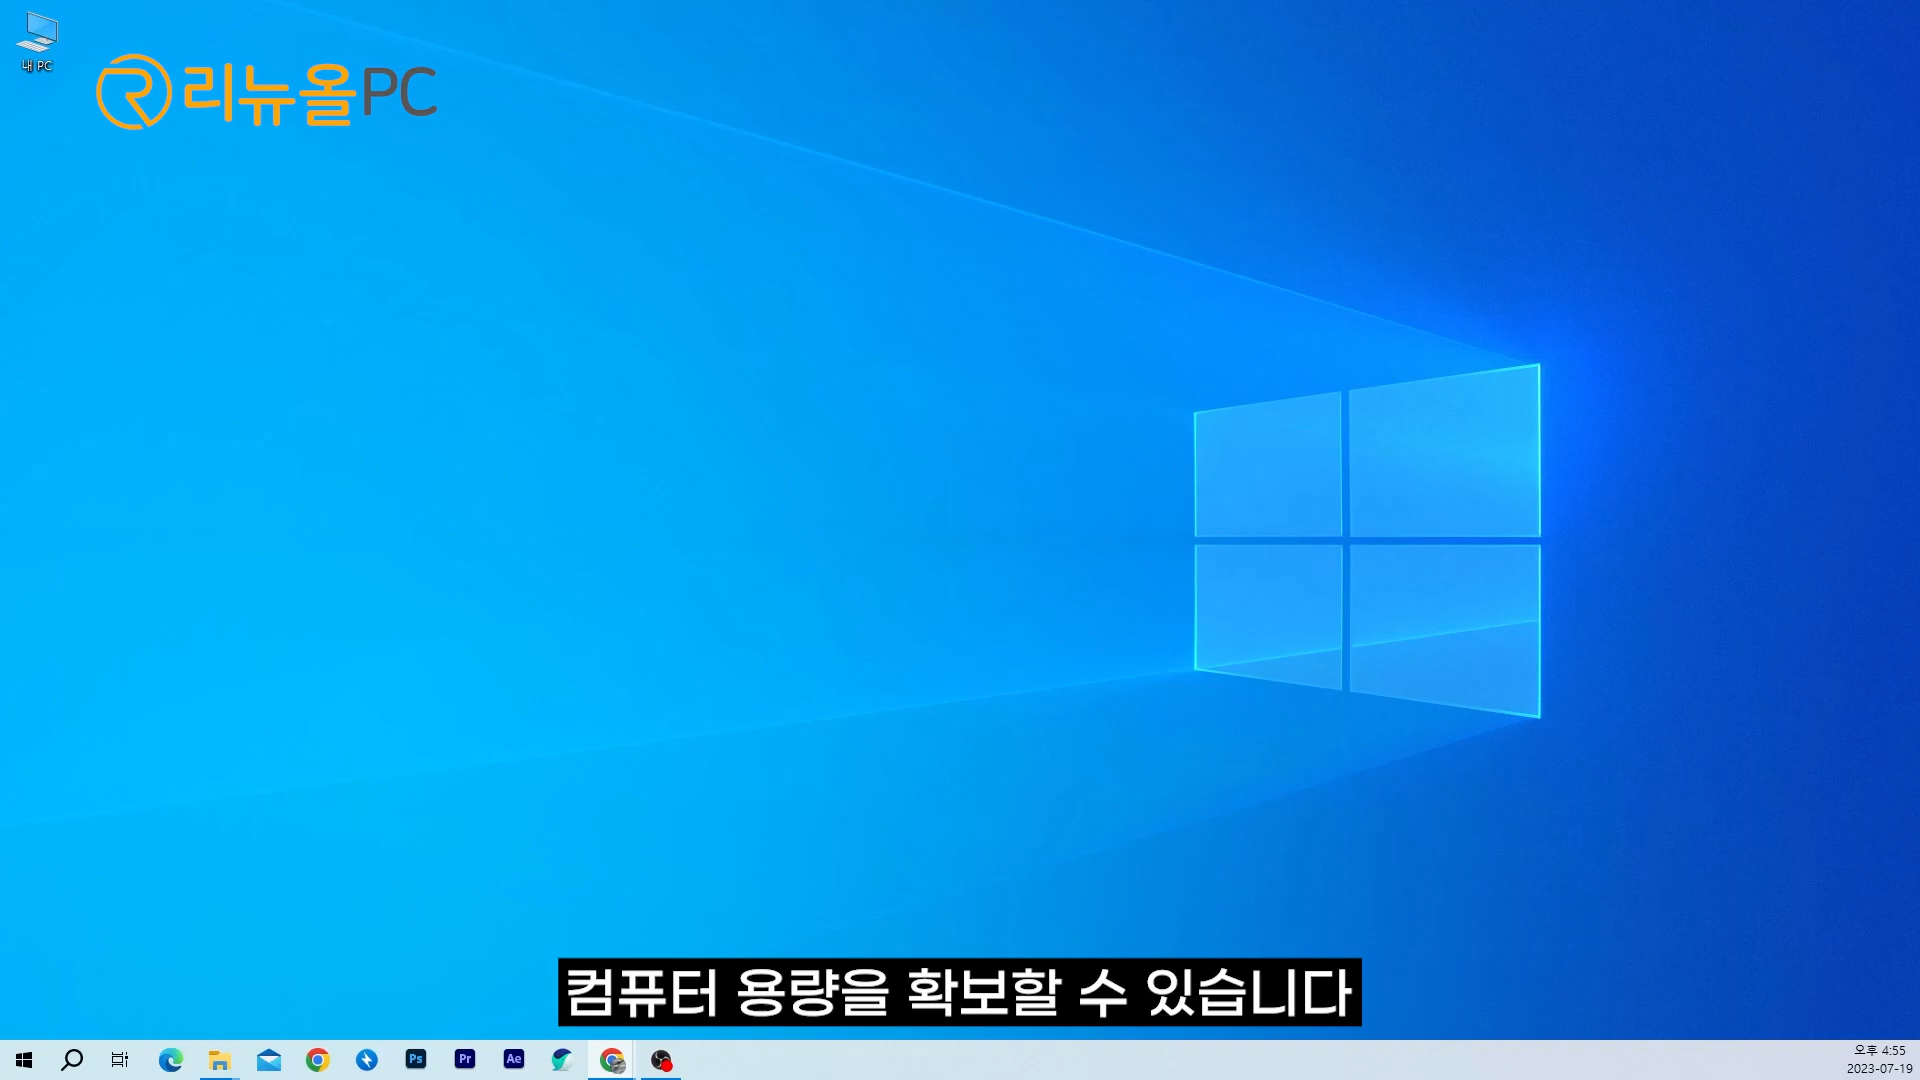 내 PC
리뉴올PC
컴퓨터 용량을 확보할 수 있습니다
Ps
Pr
Ae
오후 4:55
2023-07-19